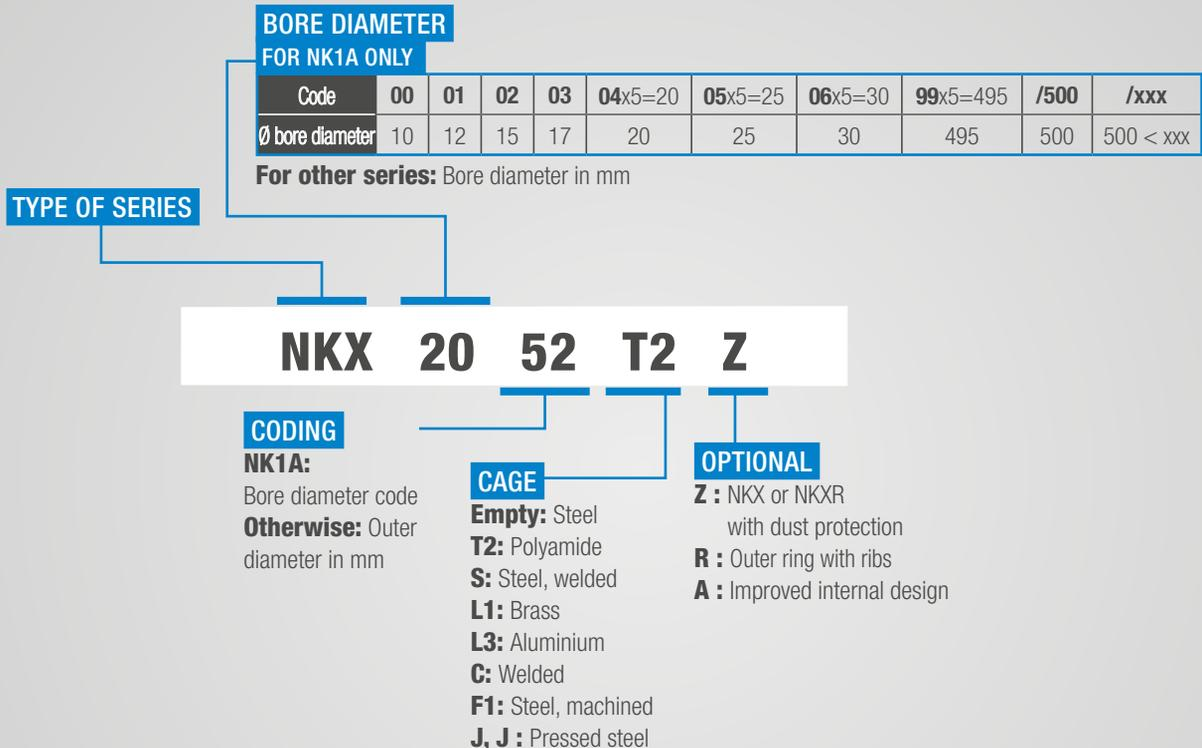 BORE DIAMETER
FOR NK1A ONLY
Code 00 01 02 03 04x5=20 05x5=25 06x5=30 99x5=495 /500 /xxx
Ø bore diameter 10 12 15 17 20 25 30 495 500 500 < xxx
For other series: Bore diameter in mm
TYPE OF SERIES
NKX 20 52 T2 Z
CODING
NK1A:
Bore diameter code
Otherwise: Outer
diameter in mm
CAGE
Empty: Steel
T2: Polyamide
S: Steel, welded
L1: Brass
L3: Aluminium
C: Welded
F1: Steel, machined
J, J : Pressed steel
OPTIONAL
Z : NKX or NKXR
with dust protection
R : Outer ring with ribs
A : Improved internal design